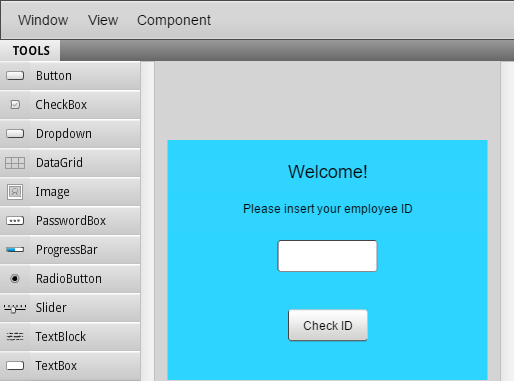 Window View Component
TOOLS
Button
CheckBox
Dropdown
DataGrid
Image
PasswordBox
ProgressBar
RadioButton
Slider
TextBlock
TextBox
Welcome!
Please insert your employee ID
Check ID